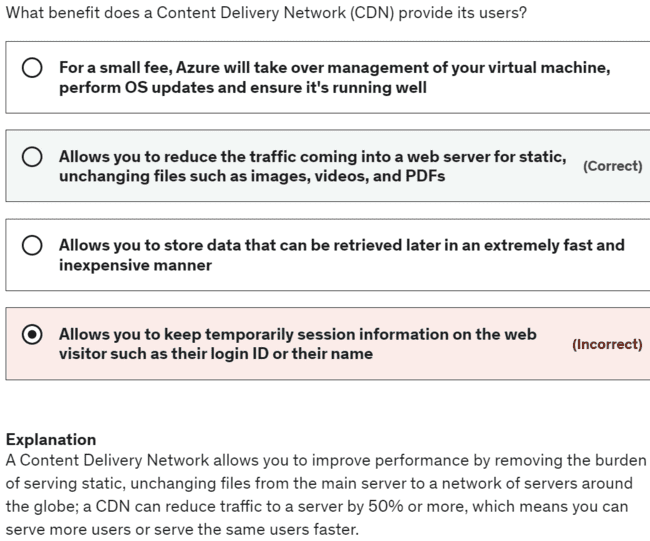 What benefit does a Content Delivery Network (CDN) provide its users?
For a small fee, Azure will take over management of your virtual machine,
perform OS updates and ensure it's running well
Allows you to reduce the traffic coming into a web server for static,
unchanging files such as images, videos, and PDFs
(Correct)
Allows you to store data that can be retrieved later in an extremely fast and
inexpensive manner
Allows you to keep temporarily session information on the web
visitor such as their login ID or their name
(Incorrect)
Explanation
A Content Delivery Network allows you to improve performance by removing the burden
of serving static, unchanging files from the main server to a network of servers around
the globe; a CDN can reduce traffic to a server by 50% or more, which means you can
serve more users or serve the same users faster.